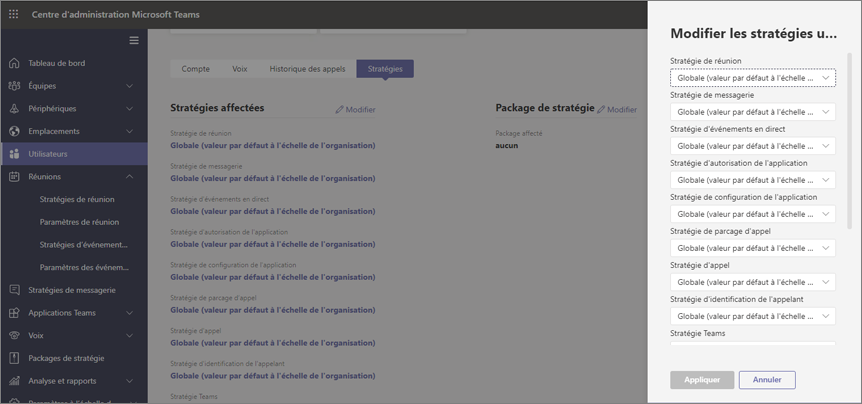 Centre d'administration Microsoft Teams
Tableau de bord
Équipes
Périphériques
Emplacements
Utilisateurs
Réunions
Stratégies de réunion
Paramètres de réunion
Stratégies d'événement...
Paramètres des événem...
Stratégies de messagerie
Applications Teams
Voix
Packages de stratégie
Analyse et rapports
Paramètres à l'échelle d...
Compte
Voix
Historique des appels
Stratégies
Stratégies affectées
Modifier
Stratégie de réunion
Globale (valeur par défaut à l'échelle de l'organisation)
Stratégie de messagerie
Globale (valeur par défaut à l'échelle de l'organisation)
Stratégie d'événements en direct
Globale (valeur par défaut à l'échelle de l'organisation)
Stratégie d'autorisation de l'application
Globale (valeur par défaut à l'échelle de l'organisation)
Stratégie de configuration de l'application
Globale (valeur par défaut à l'échelle de l'organisation)
Stratégie de parcage d'appel
Globale (valeur par défaut à l'échelle de l'organisation)
Stratégie d'appel
Globale (valeur par défaut à l'échelle de l'organisation)
Stratégie d'identification de l'appelant
Globale (valeur par défaut à l'échelle de l'organisation)
Stratégie Teams
Package de stratégie
Modifier
Package affecté
aucun
Modifier les stratégies u...
Stratégie de réunion
Globale (valeur par défaut à l'échelle ...
Stratégie de messagerie
Globale (valeur par défaut à l'échelle ...
Stratégie d'événements en direct
Globale (valeur par défaut à l'échelle ...
Stratégie d'autorisation de l'application
Globale (valeur par défaut à l'échelle ...
Stratégie de configuration de l'application
Globale (valeur par défaut à l'échelle ...
Stratégie de parcage d'appel
Globale (valeur par défaut à l'échelle ...
Stratégie d'appel
Globale (valeur par défaut à l'échelle ...
Stratégie d'identification de l'appelant
Globale (valeur par défaut à l'échelle ...
Stratégie Teams
Appliquer
Annuler